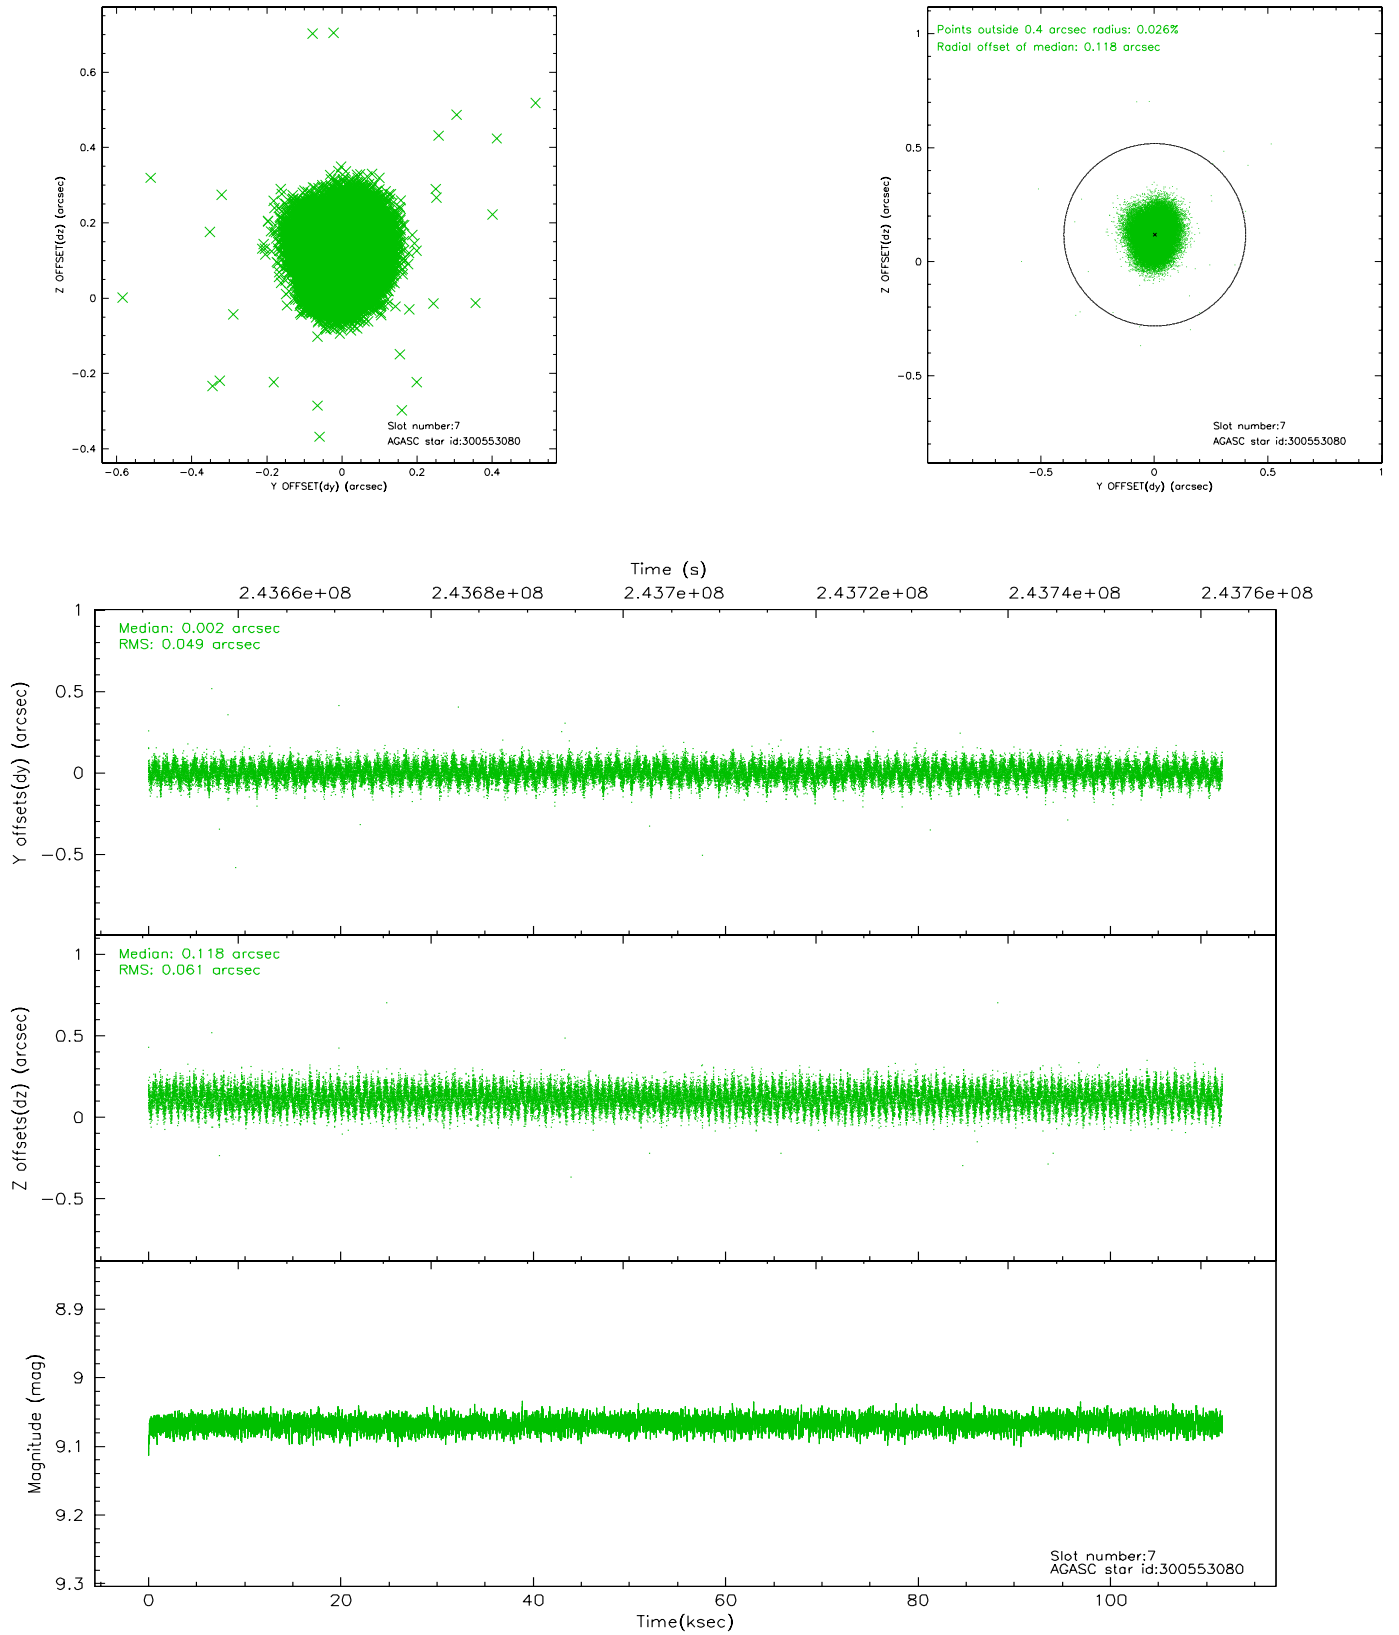 0.6
0.4
0.2
0
−0.2
−0.4
Z OFFSET(dz) (arcsec)
−0.6
−0.4
−0.2
0
0.2
0.4
Y OFFSET(dy) (arcsec)
Slot number:7
AGASC star id:300553080
Points outside 0.4 arcsec radius: 0.026%
Radial offset of median: 0.118 arcsec
1
0.5
0
−0.5
Z OFFSET(dz) (arcsec)
−0.5
0
0.5
1
Y OFFSET(dy) (arcsec)
Slot number:7
AGASC star id:300553080
Time (s)
2.4366e+08
2.4368e+08
2.437e+08
2.4372e+08
2.4374e+08
2.4376e+08
Median: 0.002 arcsec
RMS: 0.049 arcsec
1
0.5
0
−0.5
Y offsets(dy) (arcsec)
Median: 0.118 arcsec
RMS: 0.061 arcsec
1
0.5
0
−0.5
Z offsets(dz) (arcsec)
8.9
9
9.1
9.2
9.3
Magnitude (mag)
Slot number:7
AGASC star id:300553080
0
20
40
60
80
100
Time(ksec)